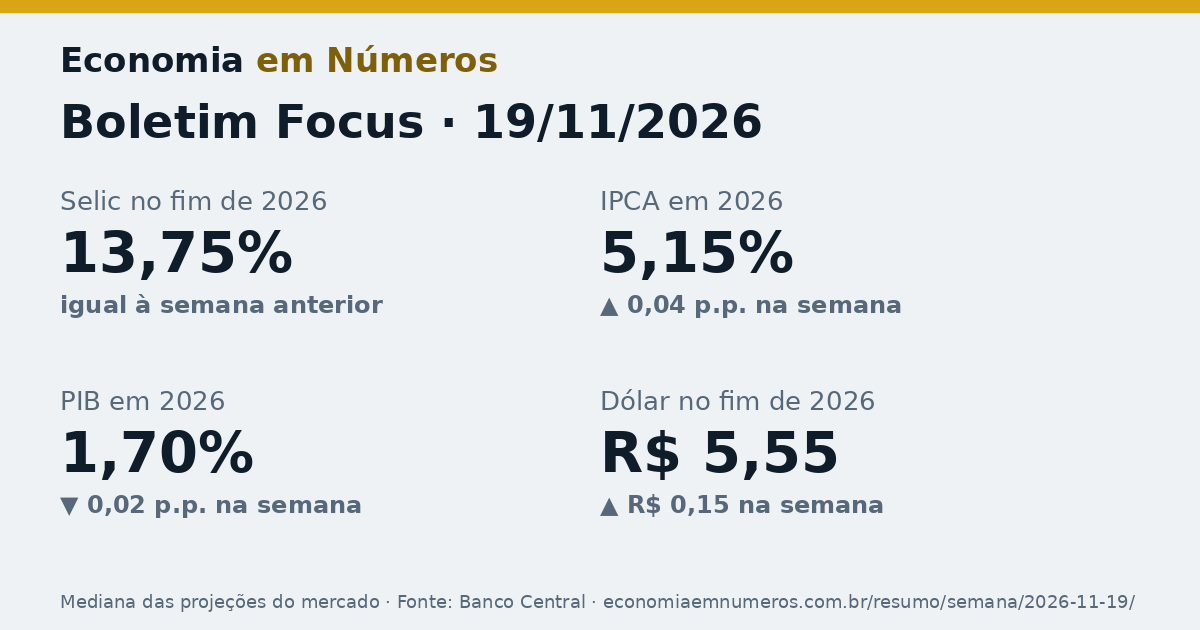 Economia em Números
Boletim Focus · 19/11/2026
Selic no fim de 2026
13,75%
igual à semana anterior
IPCA em 2026
5,15%
▲ 0,04 p.p. na semana
PIB em 2026
1,70%
▼ 0,02 p.p. na semana
Dólar no fim de 2026
R$ 5,55
▲ R$ 0,15 na semana
Mediana das projeções do mercado · Fonte: Banco Central · economiaemnumeros.com.br/resumo/semana/2026-11-19/